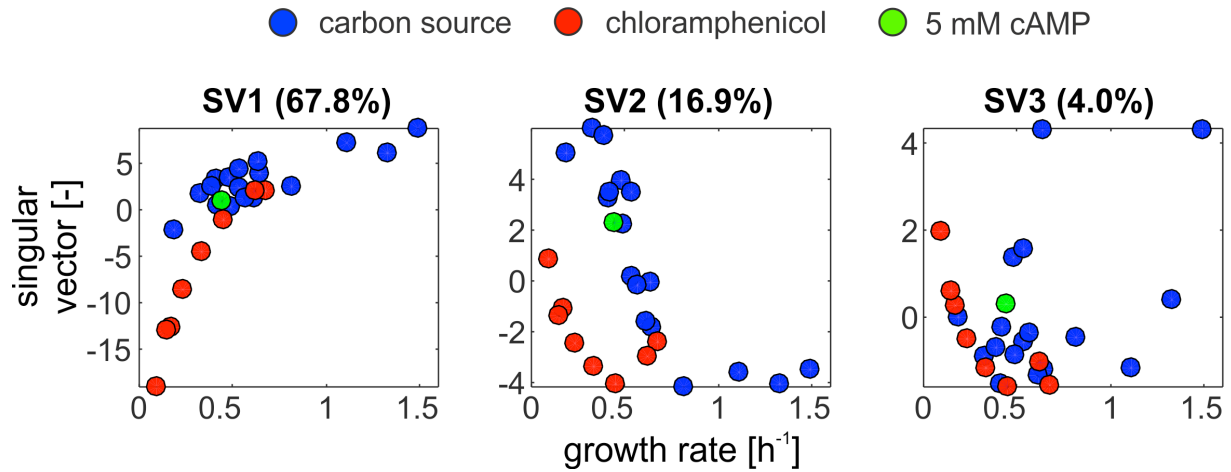 carbon source chloramphenicol 5 mM cAMP
SV1 (67.8%) SV2 (16.9%) SV3 (4.0%)
singular
vector [-]
5
0
-5
-10
-15
0 0.5 1 1.5
4
2
0
-2
-4
0 0.5 1 1.5
4
2
0
0 0.5 1 1.5
growth rate [h⁻¹]